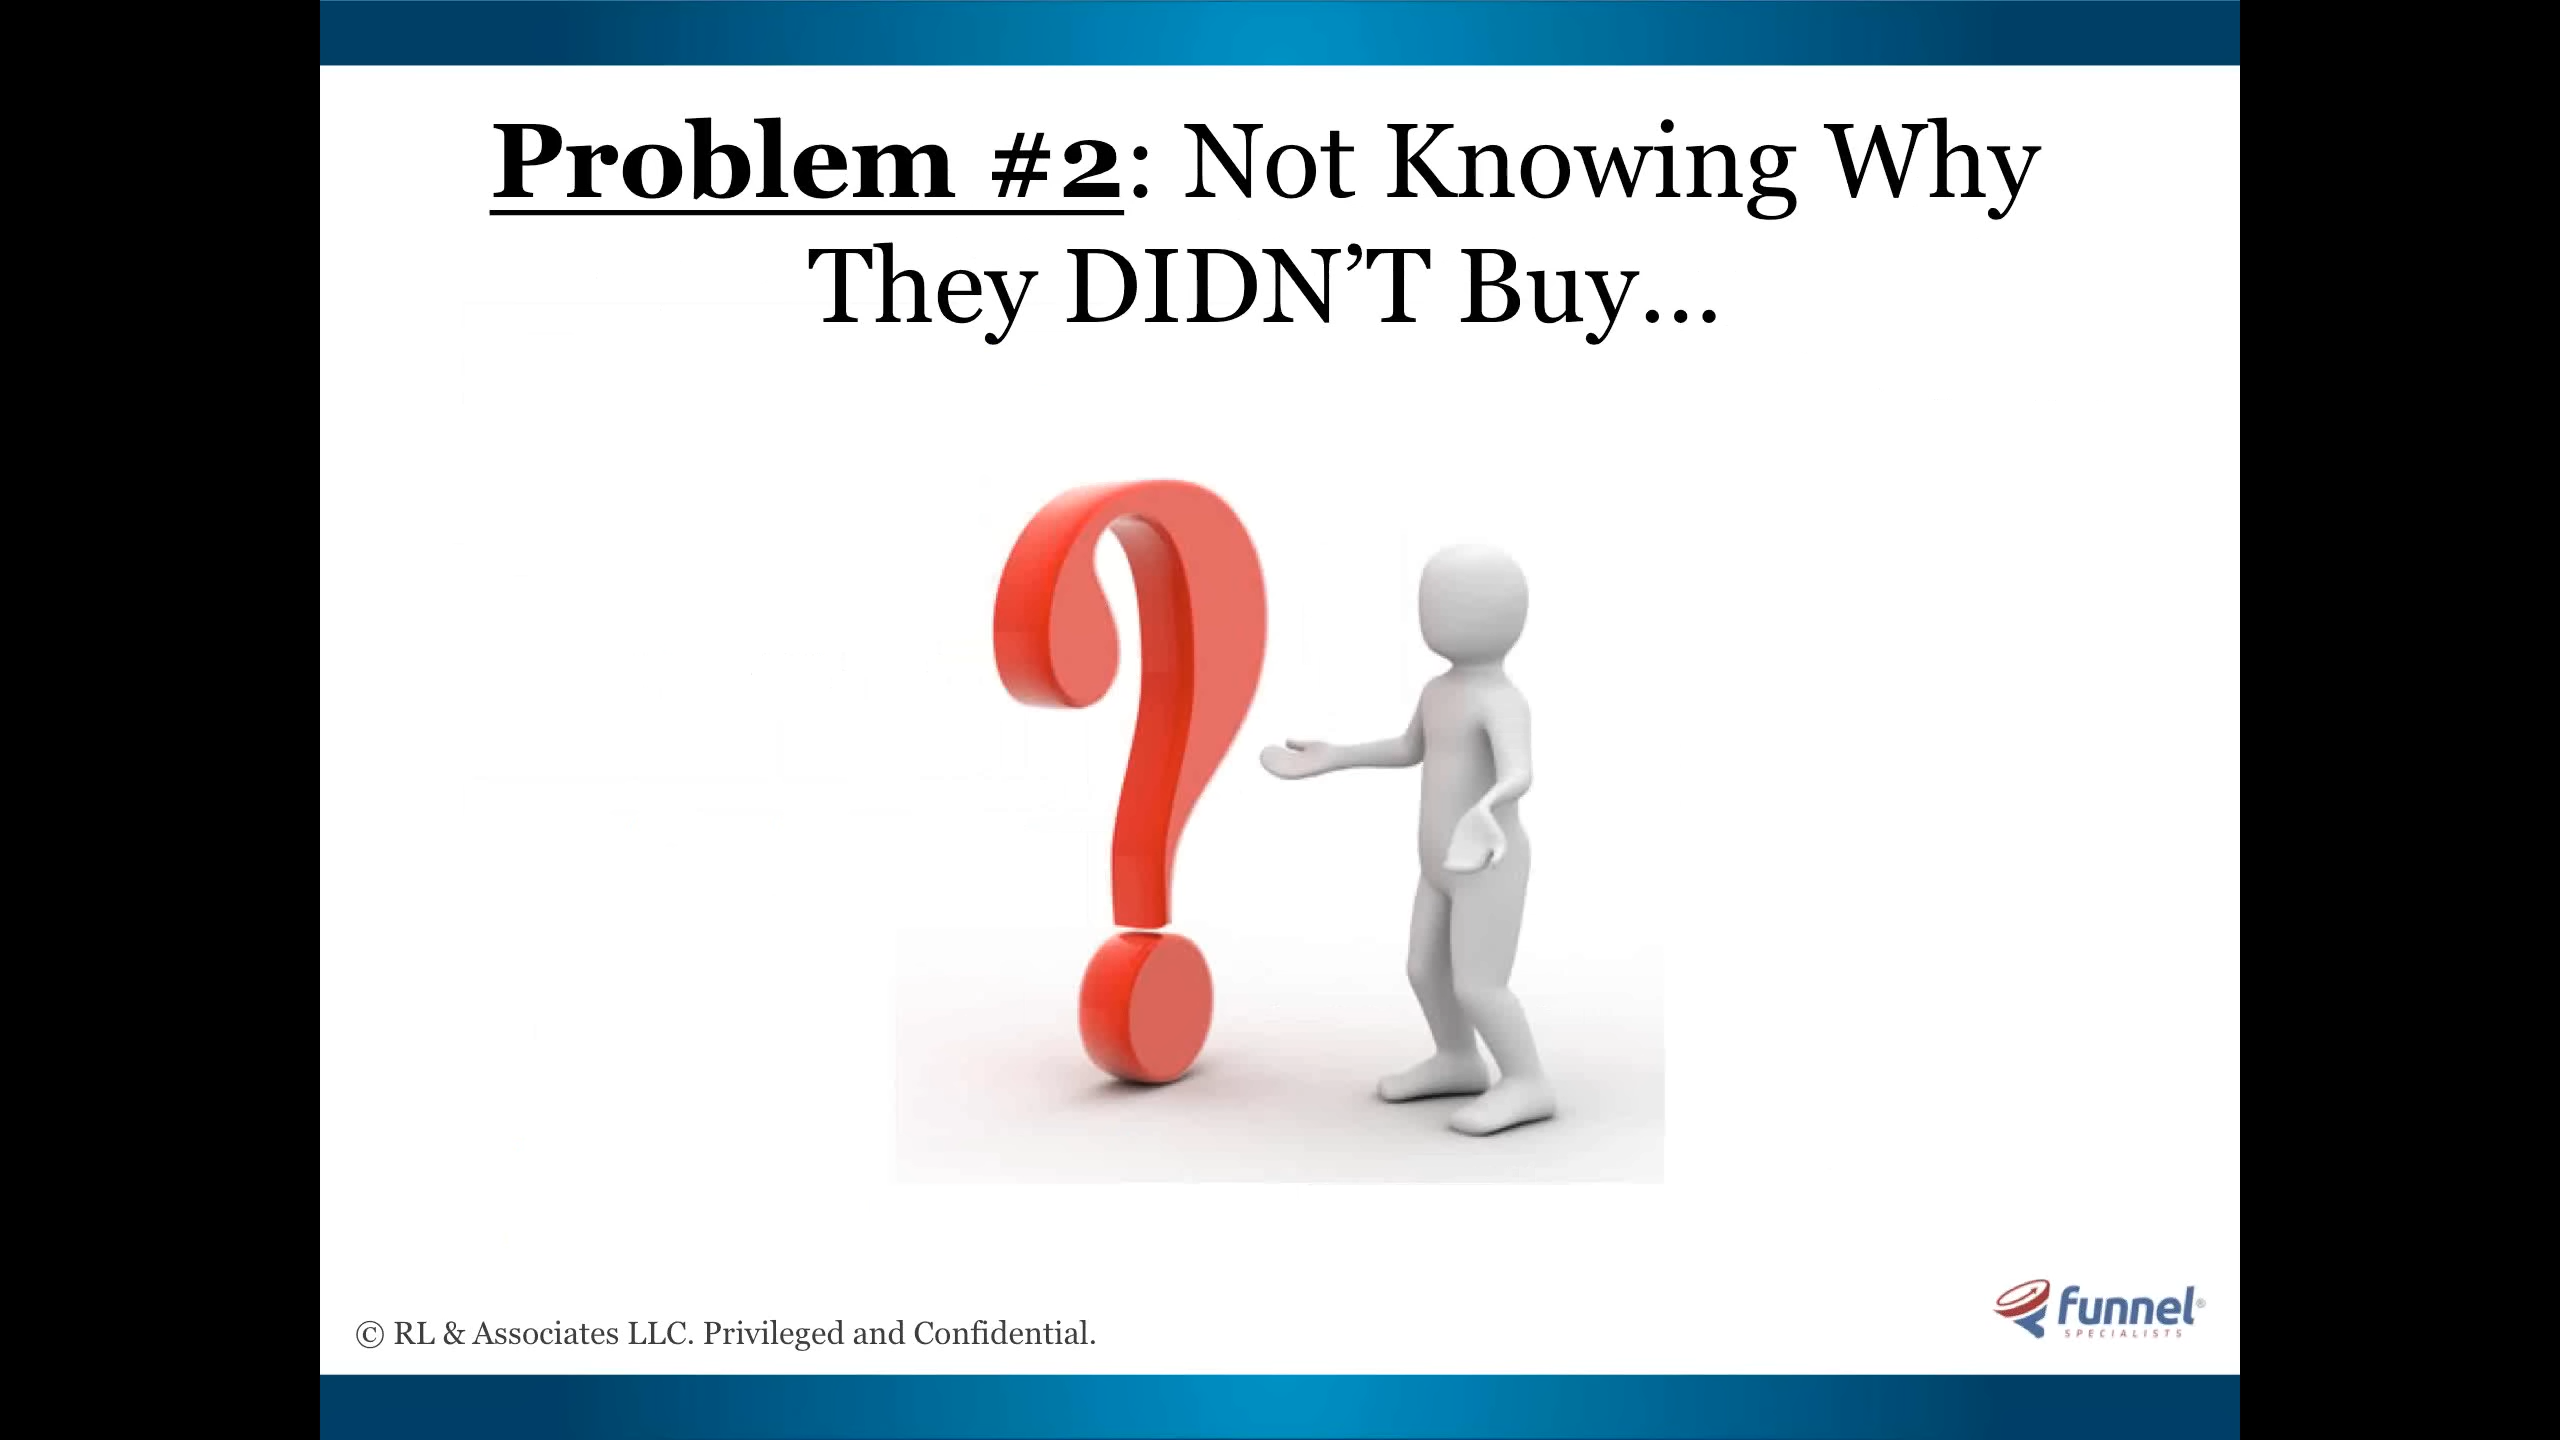 Problem #2: Not Knowing Why
They DIDN’T Buy...
© RL & Associates LLC. Privileged and Confidential.
funnel®
SPECIALISTS